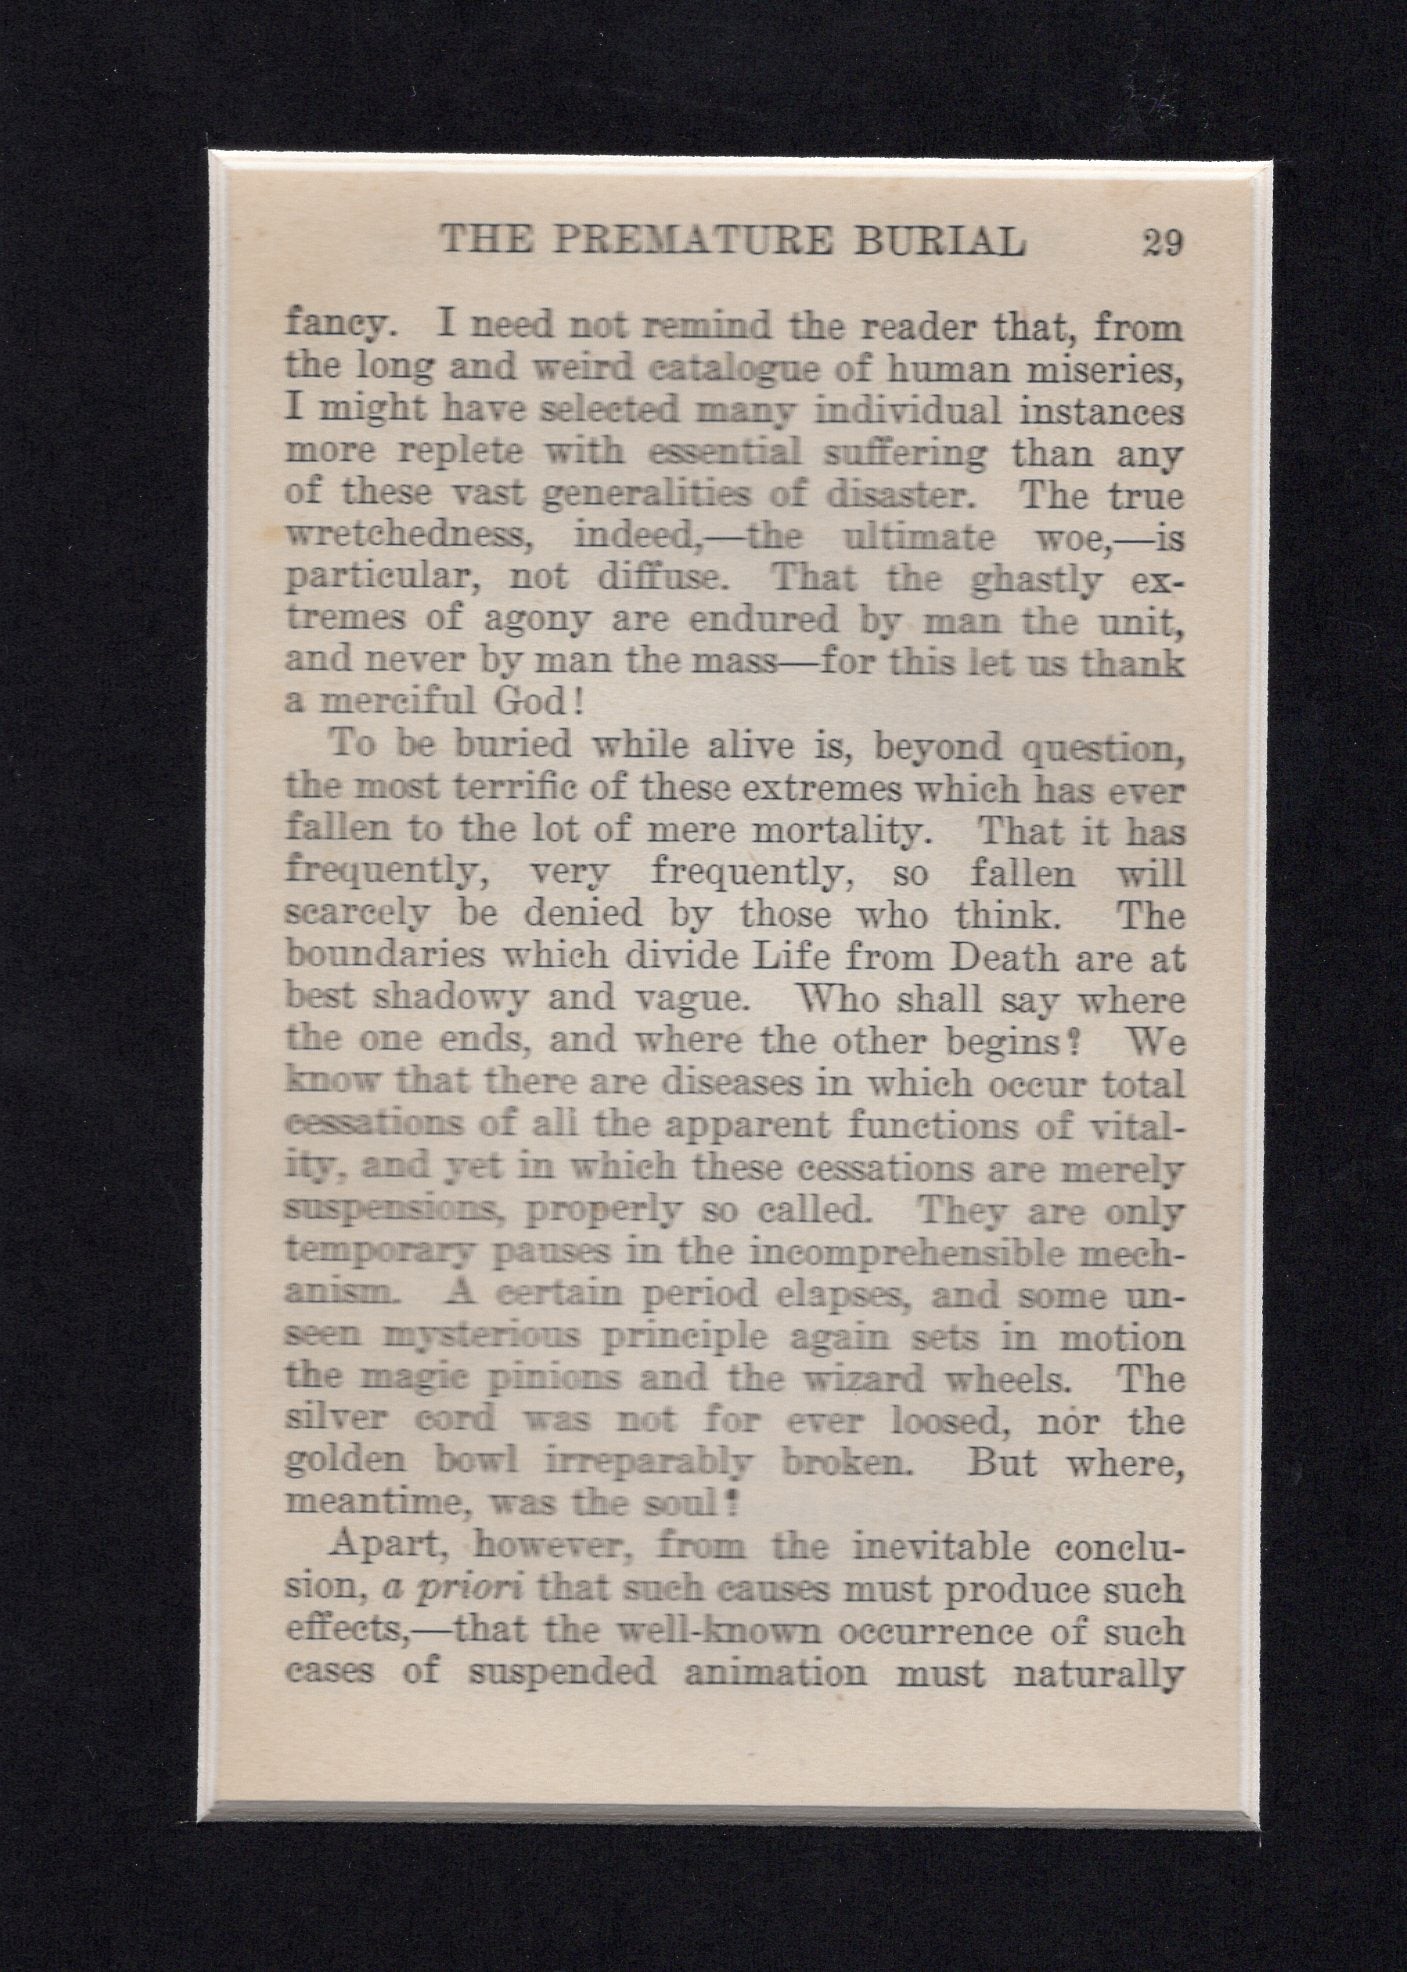 THE PREMATURE BURIAL 29
fancy. I need not remind the reader that, from
the long and weird catalogue of human miseries,
I might have selected many individual instances
more replete with essential suffering than any
of these vast generalities of disaster. The true
wretchedness, indeed,—the ultimate woe,—is
particular, not diffuse. That the ghastly ex-
tremes of agony are endured by man the unit,
and never by man the mass—for this let us thank
a merciful God!
To be buried while alive is, beyond question,
the most terrific of these extremes which has ever
fallen to the lot of mere mortality. That it has
frequently, very frequently, so fallen will
scarcely be denied by those who think. The
boundaries which divide Life from Death are at
best shadowy and vague. Who shall say where
the one ends, and where the other begins? We
know that there are diseases in which occur total
cessations of all the apparent functions of vital-
ity, and yet in which these cessations are merely
suspensions, properly so called. They are only
temporary pauses in the incomprehensible mech-
anism. A certain period elapses, and some un-
seen mysterious principle again sets in motion
the magic pinions and the wizard wheels. The
silver cord was not for ever loosed, nor the
golden bowl irreparably broken. But where,
meantime, was the soul?
Apart, however, from the inevitable conclu-
sion, a priori that such causes must produce such
effects,—that the well-known occurrence of such
cases of suspended animation must naturally